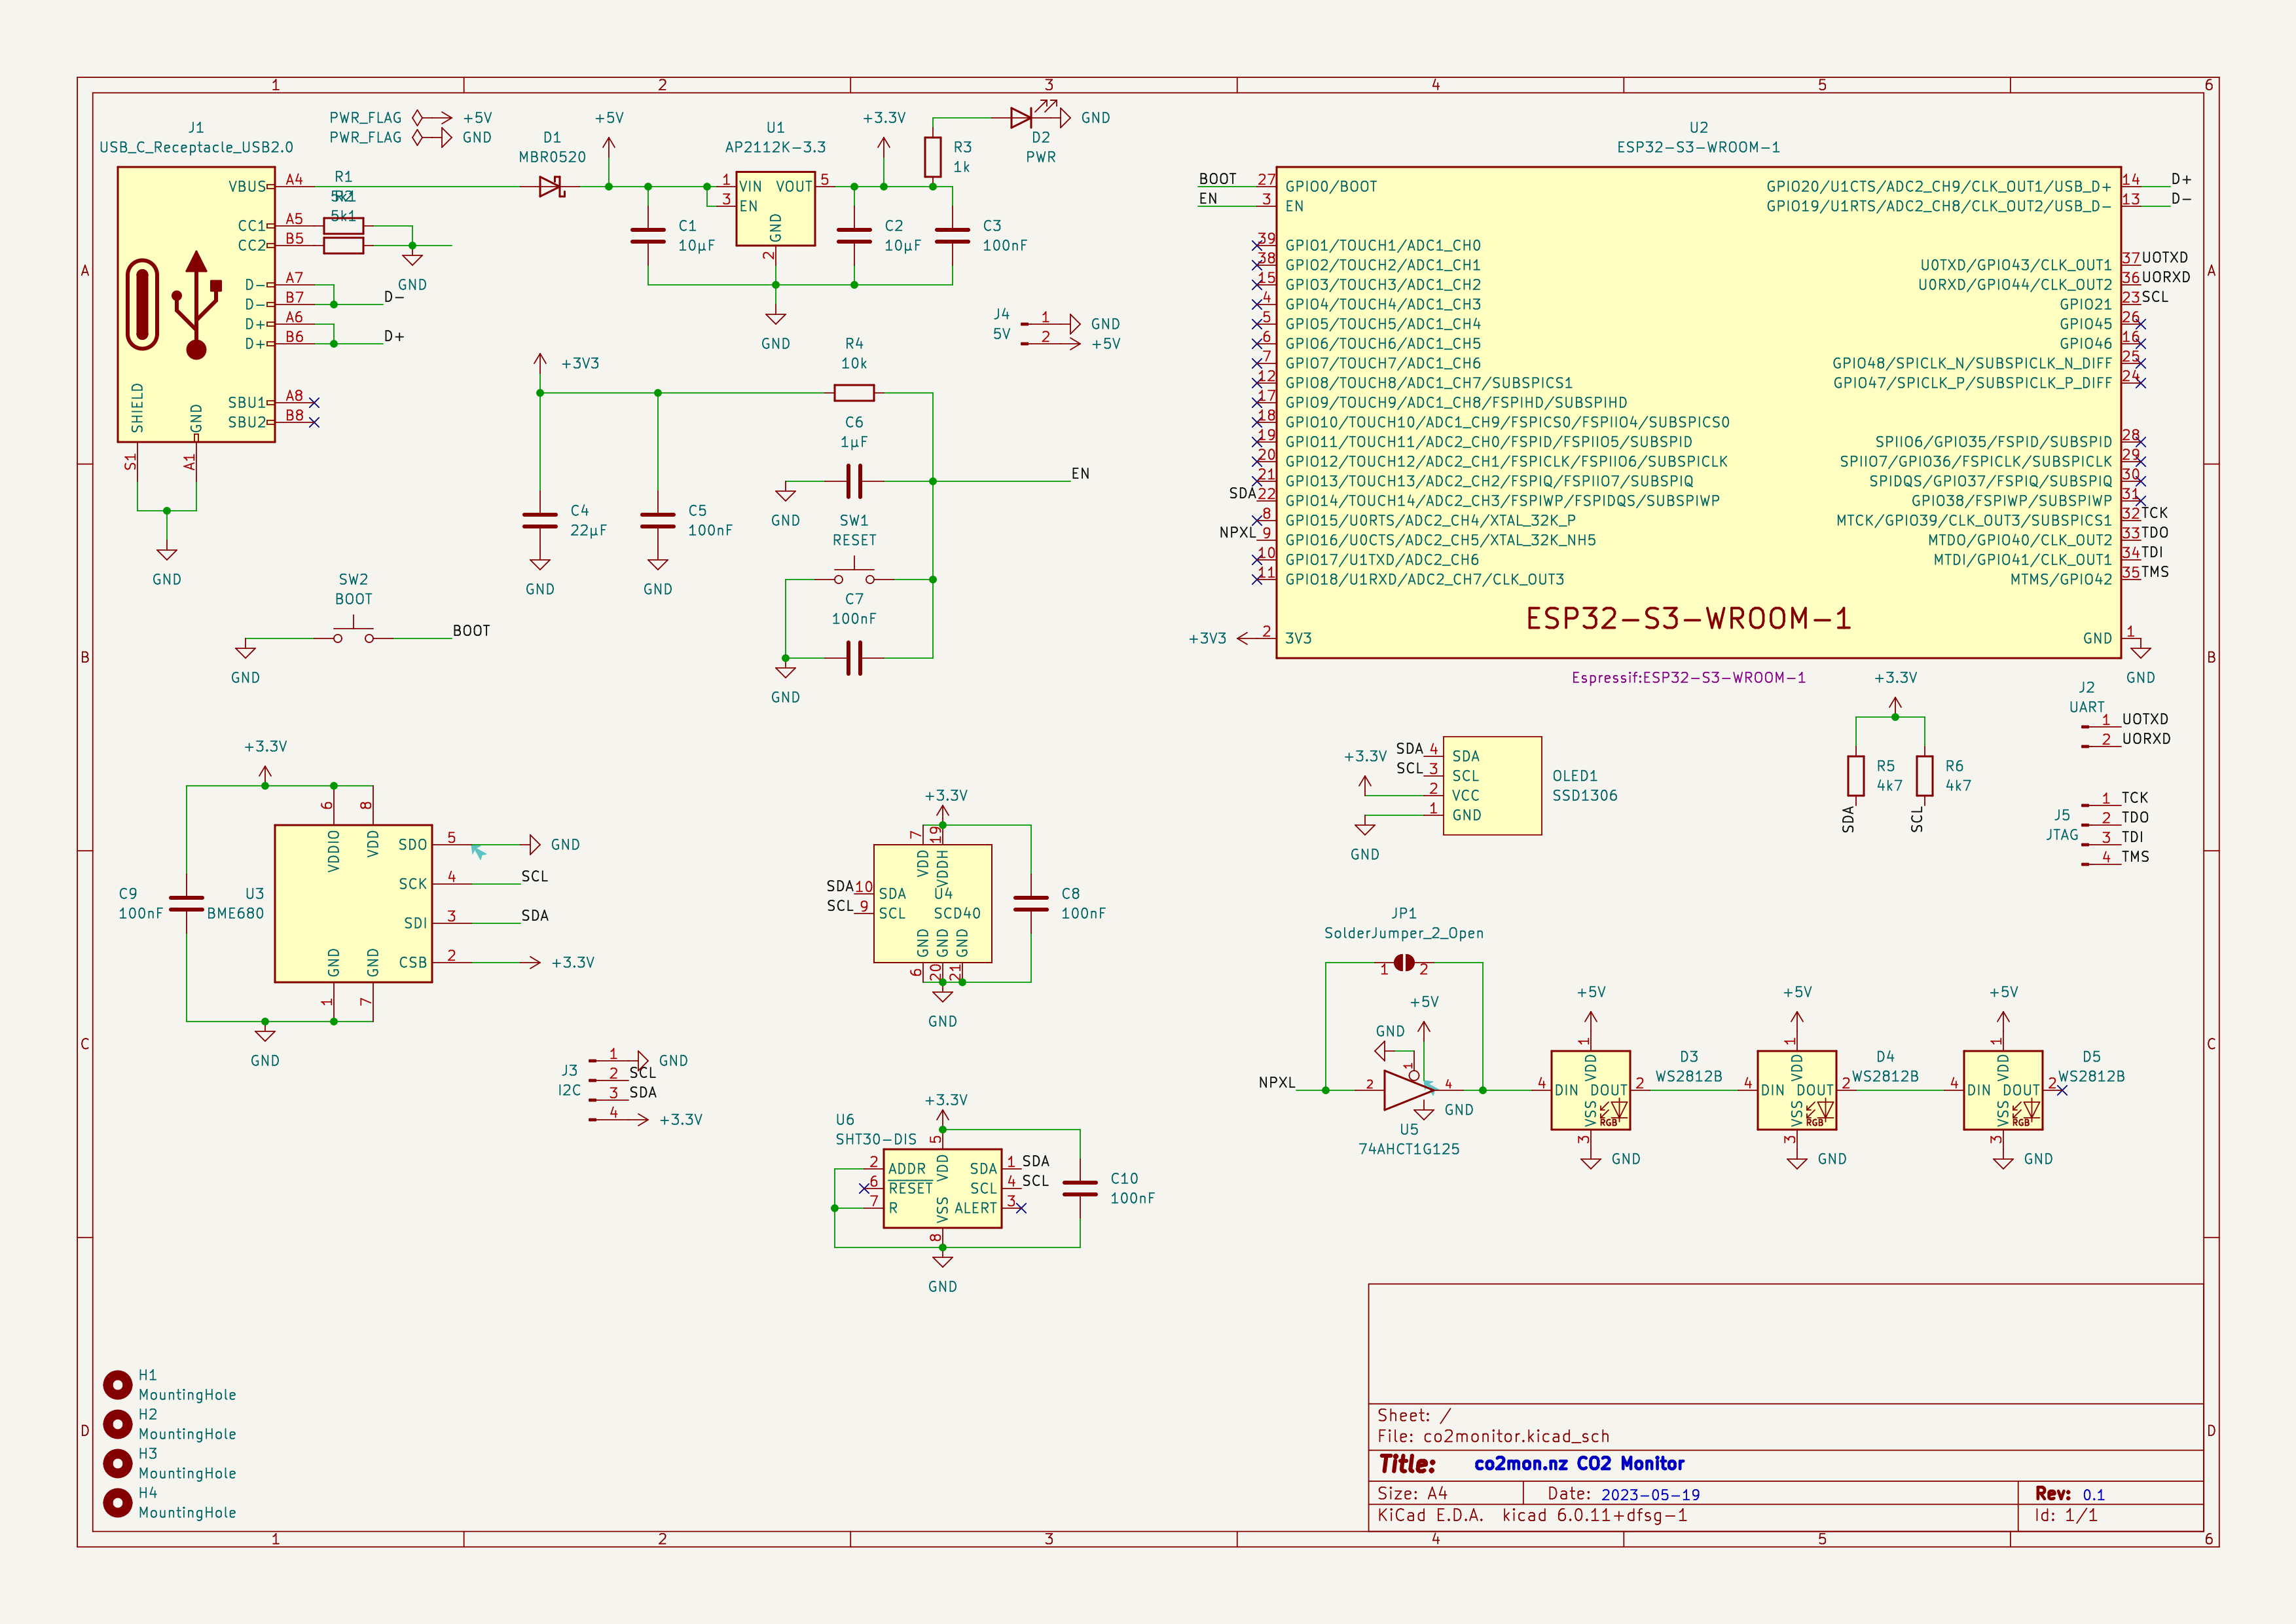 1 2 3 4 5 6
A
B
C
D
A
B
C
D
1 2 3 4 5 6
J1
USB_C_Receptacle_USB2.0
VBUS A4
CC1 A5
CC2 B5
D- A7
D- B7
D+ A6
D+ B6
SBU1 A8
SBU2 B8
SHIELD
GND
S1
A1
GND
R1
5k1
R2
5k1
GND
D-
D+
PWR_FLAG +5V
PWR_FLAG GND
D1
MBR0520
+5V
U1
AP2112K-3.3
1 VIN VOUT 5
3 EN
GND
2
C1
10µF
+3.3V
C2
10µF
C3
100nF
R3
1k
D2
PWR
GND
GND
J4
5V
1 GND
2 +5V
+3V3
R4
10k
C6
1µF
GND
EN
C4
22µF
GND
C5
100nF
GND
SW1
RESET
C7
100nF
GND
SW2
BOOT
BOOT
GND
U2
ESP32-S3-WROOM-1
BOOT 27 GPIO0/BOOT
EN 3 EN
39 GPIO1/TOUCH1/ADC1_CH0
38 GPIO2/TOUCH2/ADC1_CH1
15 GPIO3/TOUCH3/ADC1_CH2
4 GPIO4/TOUCH4/ADC1_CH3
5 GPIO5/TOUCH5/ADC1_CH4
6 GPIO6/TOUCH6/ADC1_CH5
7 GPIO7/TOUCH7/ADC1_CH6
12 GPIO8/TOUCH8/ADC1_CH7/SUBSPICS1
17 GPIO9/TOUCH9/ADC1_CH8/FSPIHD/SUBSPIHD
18 GPIO10/TOUCH10/ADC1_CH9/FSPICS0/FSPIIO4/SUBSPICS0
19 GPIO11/TOUCH11/ADC2_CH0/FSPID/FSPIIO5/SUBSPID
20 GPIO12/TOUCH12/ADC2_CH1/FSPICLK/FSPIIO6/SUBSPICLK
21 GPIO13/TOUCH13/ADC2_CH2/FSPIQ/FSPIIO7/SUBSPIQ
SDA 22 GPIO14/TOUCH14/ADC2_CH3/FSPIWP/FSPIDQS/SUBSPIWP
8 GPIO15/U0RTS/ADC2_CH4/XTAL_32K_P
NPXL 9 GPIO16/U0CTS/ADC2_CH5/XTAL_32K_NH5
10 GPIO17/U1TXD/ADC2_CH6
11 GPIO18/U1RXD/ADC2_CH7/CLK_OUT3
+3V3 2 3V3
GPIO20/U1CTS/ADC2_CH9/CLK_OUT1/USB_D+ 14 D+
GPIO19/U1RTS/ADC2_CH8/CLK_OUT2/USB_D- 13 D-
U0TXD/GPIO43/CLK_OUT1 37 UOTXD
U0RXD/GPIO44/CLK_OUT2 36 UORXD
GPIO21 23 SCL
GPIO45 26
GPIO46 16
GPIO48/SPICLK_N/SUBSPICLK_N_DIFF 25
GPIO47/SPICLK_P/SUBSPICLK_P_DIFF 24
SPIIO6/GPIO35/FSPID/SUBSPID 28
SPIIO7/GPIO36/FSPICLK/SUBSPICLK 29
SPIDQS/GPIO37/FSPIQ/SUBSPIQ 30
GPIO38/FSPIWP/SUBSPIWP 31
MTCK/GPIO39/CLK_OUT3/SUBSPICS1 32 TCK
MTDO/GPIO40/CLK_OUT2 33 TDO
MTDI/GPIO41/CLK_OUT1 34 TDI
MTMS/GPIO42 35 TMS
ESP32-S3-WROOM-1
GND 1
GND
Espressif:ESP32-S3-WROOM-1
+3.3V
R5
4k7
SDA
R6
4k7
SCL
J2
UART
1 UOTXD
2 UORXD
J5
JTAG
1 TCK
2 TDO
3 TDI
4 TMS
+3.3V
SDA 4 SDA
SCL 3 SCL
2 VCC
1 GND
GND
OLED1
SSD1306
+3.3V
C9
100nF
U3
BME680
6 VDDIO
8 VDD
SDO 5 GND
SCK 4 SCL
SDI 3 SDA
CSB 2 +3.3V
GND 1
GND 7
GND
+3.3V
7 VDD
19 VDDH
U4
SCD40
SDA 10 SDA
SCL 9 SCL
GND GND GND
6 20 21
GND
C8
100nF
J3
I2C
1 GND
2 SCL
3 SDA
4 +3.3V
U6
SHT30-DIS
+3.3V
5 VDD
2 ADDR
6 RESET
7 R
SDA 1 SDA
SCL 4 SCL
ALERT 3
VSS 8
GND
C10
100nF
JP1
SolderJumper_2_Open
1 2
+5V
GND
1
NPXL 2 4
GND
U5
74AHCT1G125
+5V
1 VDD
4 DIN DOUT 2
VSS 3
RGB
GND
D3
WS2812B
+5V
1 VDD
4 DIN DOUT 2
VSS 3
RGB
GND
D4
WS2812B
+5V
1 VDD
4 DIN DOUT 2
VSS 3
RGB
GND
D5
WS2812B
H1
MountingHole
H2
MountingHole
H3
MountingHole
H4
MountingHole
Sheet: /
File: co2monitor.kicad_sch
Title: co2mon.nz CO2 Monitor
Size: A4 Date: 2023-05-19 Rev: 0.1
KiCad E.D.A. kicad 6.0.11+dfsg-1 Id: 1/1